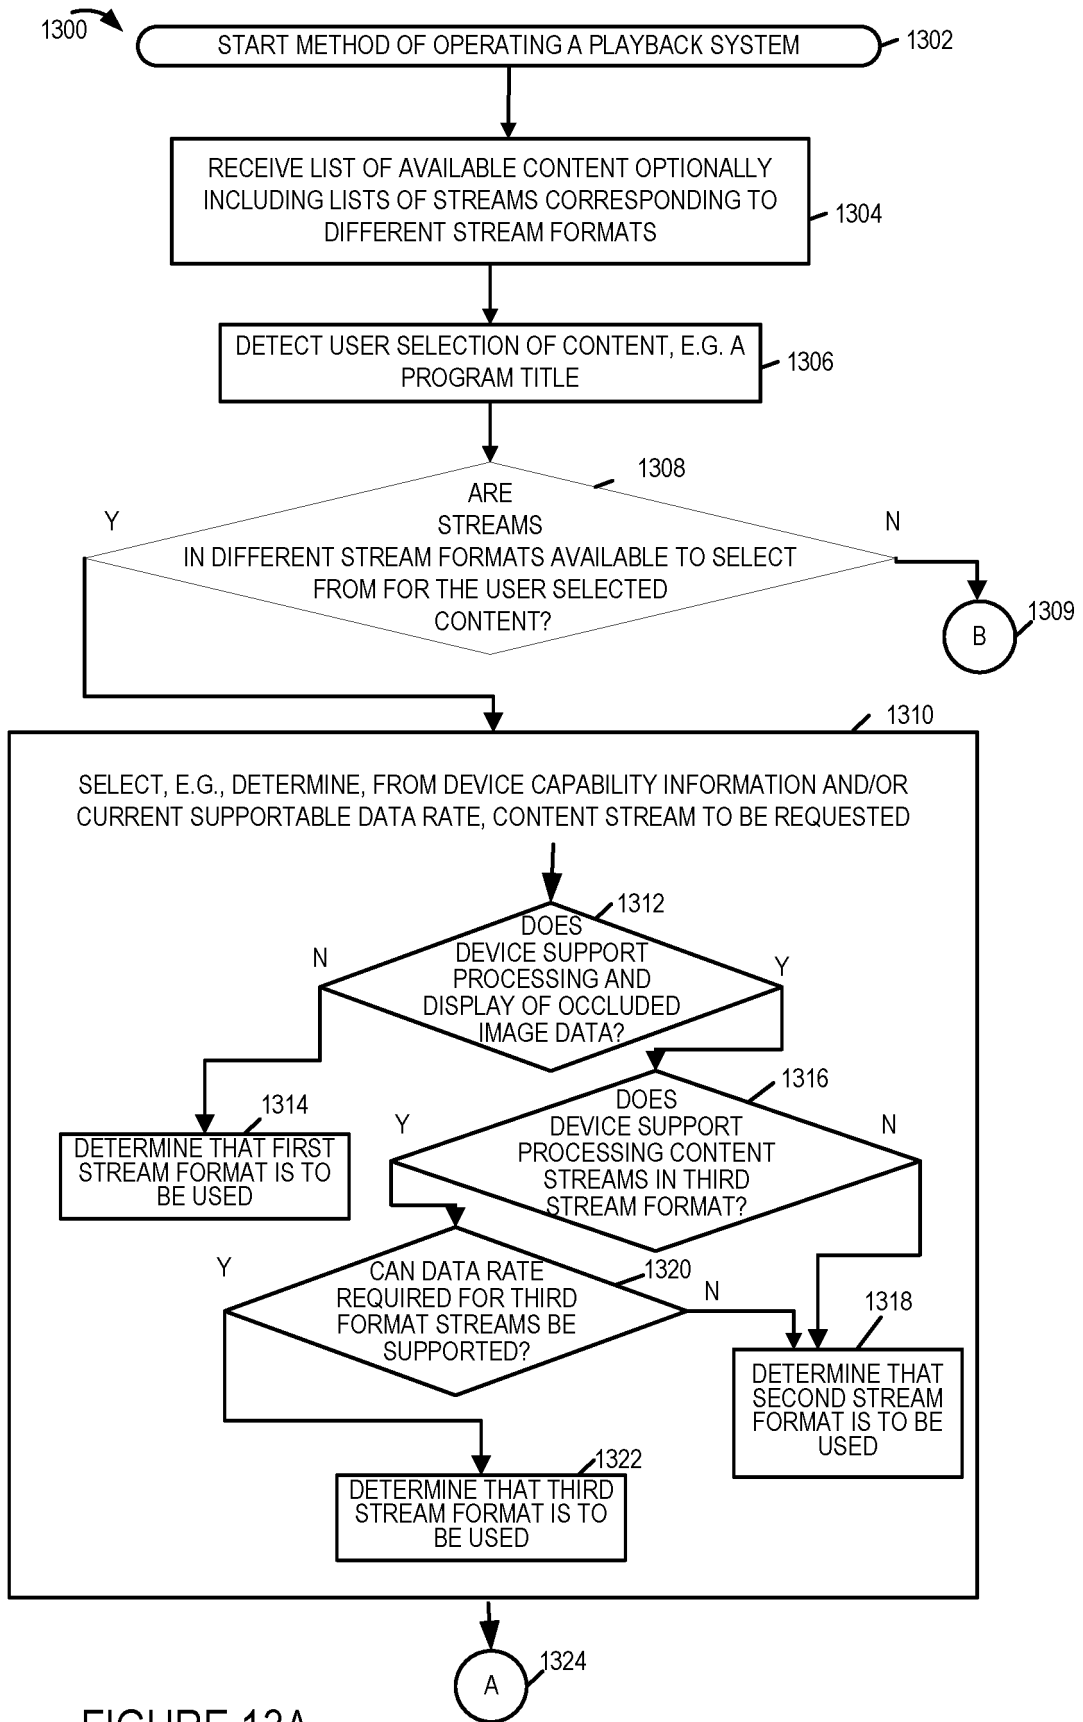 1300
START METHOD OF OPERATING A PLAYBACK SYSTEM
1302
RECEIVE LIST OF AVAILABLE CONTENT OPTIONALLY
INCLUDING LISTS OF STREAMS CORRESPONDING TO
DIFFERENT STREAM FORMATS
1304
DETECT USER SELECTION OF CONTENT, E.G. A
PROGRAM TITLE
1306
1308
ARE
STREAMS
IN DIFFERENT STREAM FORMATS AVAILABLE TO SELECT
FROM FOR THE USER SELECTED
CONTENT?
Y
N
B
1309
1310
SELECT, E.G., DETERMINE, FROM DEVICE CAPABILITY INFORMATION AND/OR
CURRENT SUPPORTABLE DATA RATE, CONTENT STREAM TO BE REQUESTED
1312
DOES
DEVICE SUPPORT
PROCESSING AND
DISPLAY OF OCCLUDED
IMAGE DATA?
N
Y
1314
DETERMINE THAT FIRST
STREAM FORMAT IS TO
BE USED
1316
DOES
DEVICE SUPPORT
PROCESSING CONTENT
STREAMS IN THIRD
STREAM FORMAT?
Y
N
1320
CAN DATA RATE
REQUIRED FOR THIRD
FORMAT STREAMS BE
SUPPORTED?
Y
N
1318
DETERMINE THAT
SECOND STREAM
FORMAT IS TO BE
USED
1322
DETERMINE THAT THIRD
STREAM FORMAT IS TO
BE USED
A
1324
FIGURE 13A